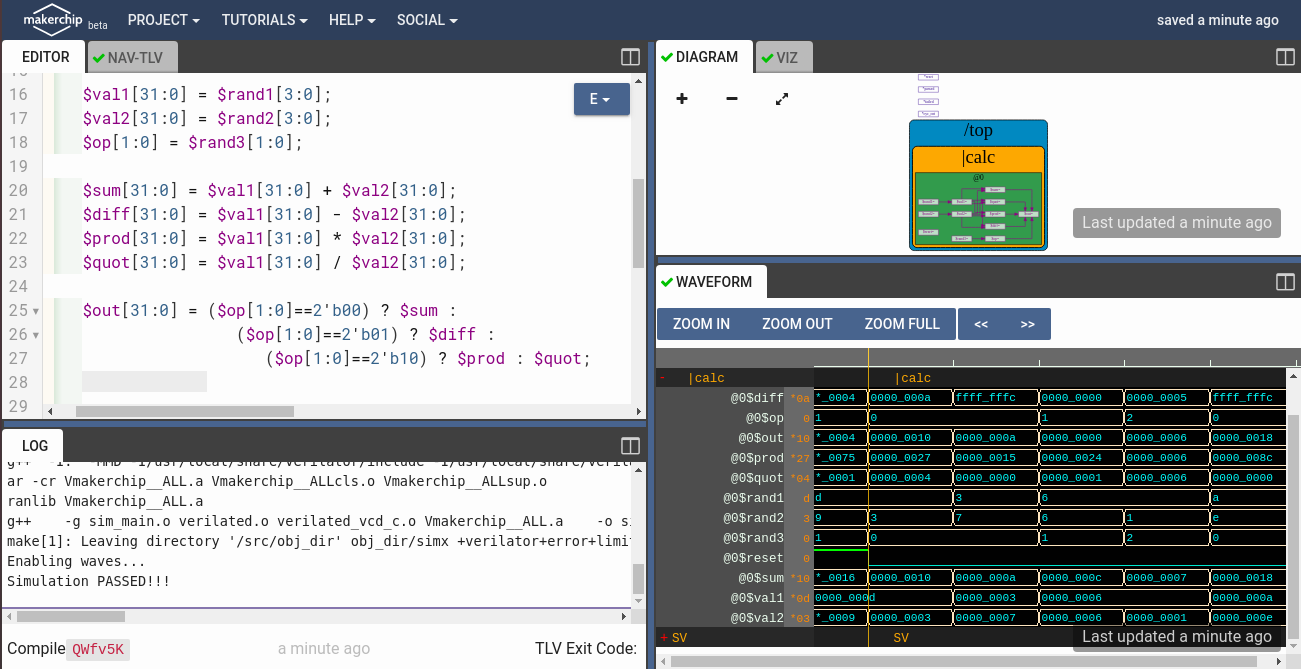 makerchip beta PROJECT TUTORIALS HELP SOCIAL saved a minute ago
EDITOR NAV-TLV
16 $val1[31:0] = $rand1[3:0];
17 $val2[31:0] = $rand2[3:0];
18 $op[1:0] = $rand3[1:0];
19
20 $sum[31:0] = $val1[31:0] + $val2[31:0];
21 $diff[31:0] = $val1[31:0] - $val2[31:0];
22 $prod[31:0] = $val1[31:0] * $val2[31:0];
23 $quot[31:0] = $val1[31:0] / $val2[31:0];
24
25 $out[31:0] = ($op[1:0]==2'b00) ? $sum :
26 ($op[1:0]==2'b01) ? $diff :
27 ($op[1:0]==2'b10) ? $prod : $quot;
28
29
E
LOG
ar -cr Vmakerchip__ALL.a Vmakerchip__ALLcls.o Vmakerchip__ALLsup.o
ranlib Vmakerchip__ALL.a
g++ -g sim_main.o verilated.o verilated_vcd_c.o Vmakerchip__ALL.a -o si
make[1]: Leaving directory '/src/obj_dir' obj_dir/simx +verilator+error+limit
Enabling waves...
Simulation PASSED!!!
Compile QWfv5K a minute ago TLV Exit Code:
DIAGRAM VIZ
/top
|calc
@0
Last updated a minute ago
WAVEFORM
ZOOM IN ZOOM OUT ZOOM FULL << >>
- |calc |calc
@0$diff *0a *_0004 0000_000a ffff_fffc 0000_0000 0000_0005 ffff_fffc
@0$op 0 1 0 1 2 0
@0$out *10 *_0004 0000_0010 0000_000a 0000_0000 0000_0006 0000_0018
@0$prod *27 *_0075 0000_0027 0000_0015 0000_0024 0000_0006 0000_008c
@0$quot *04 *_0001 0000_0004 0000_0000 0000_0001 0000_0006 0000_0000
@0$rand1 d d 3 6 a
@0$rand2 3 9 3 7 6 1 e
@0$rand3 0 1 0 1 2 0
@0$reset 0
@0$sum *10 *_0016 0000_0010 0000_000a 0000_000c 0000_0007 0000_0018
@0$val1 *0d 0000_000d 0000_0003 0000_0006 0000_000a
@0$val2 *03 *_0009 0000_0003 0000_0007 0000_0006 0000_0001 0000_000e
+ SV SV
Last updated a minute ago